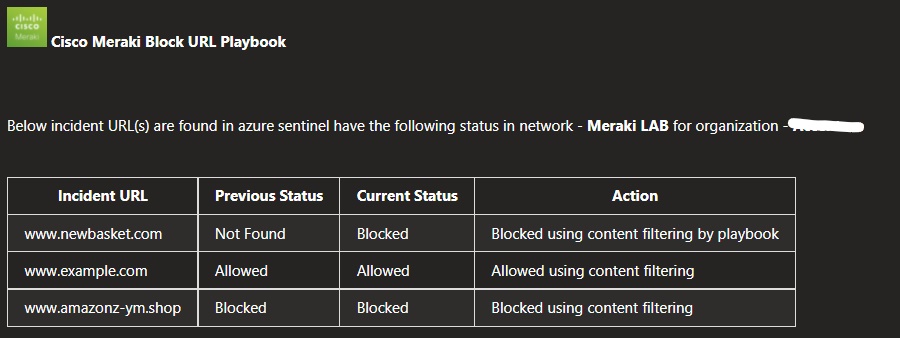 CISCO
Meraki
Cisco Meraki Block URL Playbook
Below incident URL(s) are found in azure sentinel have the following status in network - Meraki LAB for organization -
Incident URL Previous Status Current Status Action
www.newbasket.com Not Found Blocked Blocked using content filtering by playbook
www.example.com Allowed Allowed Allowed using content filtering
www.amazonz-ym.shop Blocked Blocked Blocked using content filtering